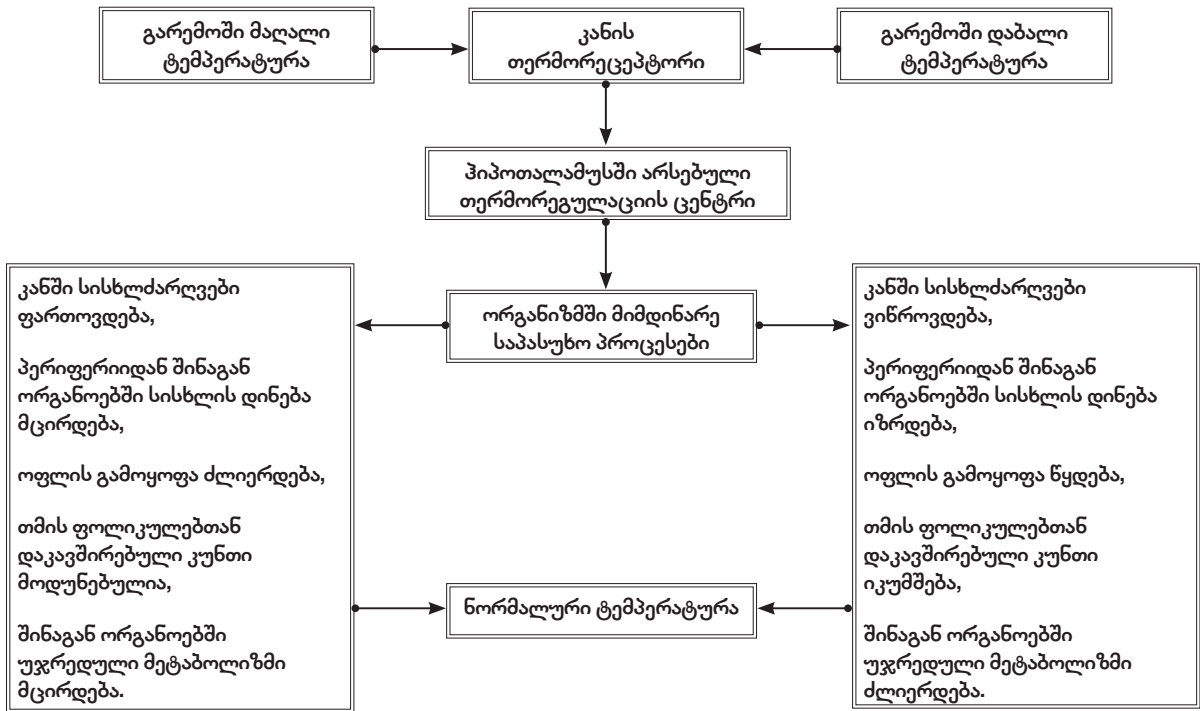 გარემოში მაღალი
ტემპერატურა
კანის
თერმორეცეპტორი
გარემოში დაბალი
ტემპერატურა
ჰიპოთალამუსში არსებული
თერმორეგულაციის ცენტრი
ორგანიზმში მიმდინარე
საპასუხო პროცესები
კანში სისხლძარღვები
ფართოვდება,
პერიფერიიდან შინაგან
ორგანოებში სისხლის დინება
მცირდება,
ოფლის გამოყოფა ძლიერდება,
თმის ფოლიკულებთან
დაკავშირებული კუნთი
მოდუნებულია,
შინაგან ორგანოებში
უჯრედული მეტაბოლიზმი
მცირდება.
კანში სისხლძარღვები
ვიწროვდება,
პერიფერიიდან შინაგან
ორგანოებში სისხლის დინება
იზრდება,
ოფლის გამოყოფა წყდება,
თმის ფოლიკულებთან
დაკავშირებული კუნთი
იკუმშება,
შინაგან ორგანოებში
უჯრედული მეტაბოლიზმი
ძლიერდება.
ნორმალური ტემპერატურა